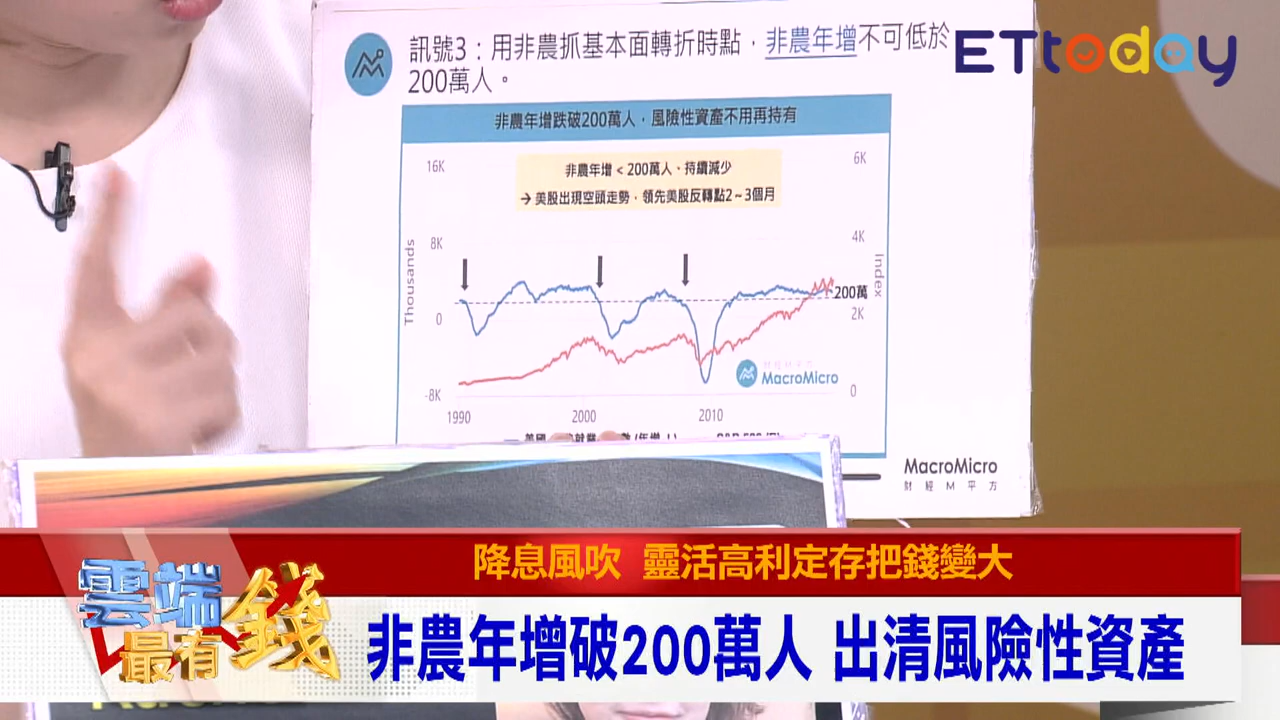 訊號3：用非農抓基本面轉折時點，非農年增不可低於
200萬人。
ETtoday
非農年增跌破200萬人，風險性資產不用再持有
非農年增 < 200萬人、持續減少
→ 美股出現空頭走勢，領先美股反轉點2~3個月
16K
8K
0
-8K
Thousands
6K
4K
2K
0
Index
200萬
財經M平方
MacroMicro
1990
2000
2010
MacroMicro
財經M平方
降息風吹 靈活高利定存把錢變大
雲端最有錢
非農年增破200萬人 出清風險性資產